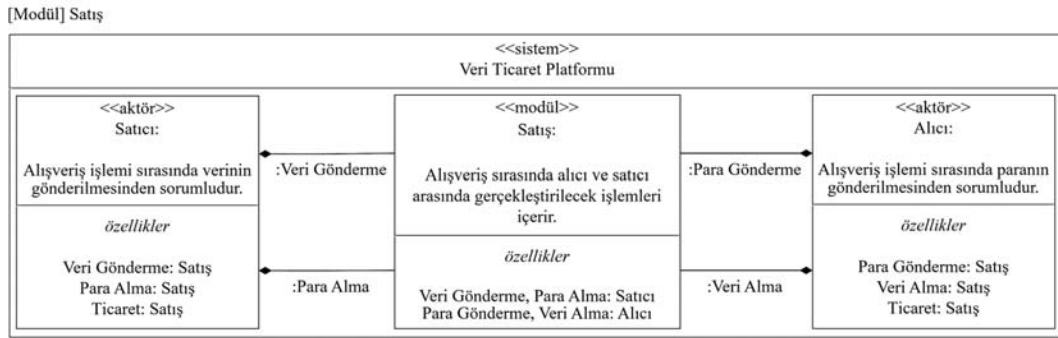 [Modül] Satış
<<sistem>>
Veri Ticaret Platformu
<<aktör>>
Satıcı:
Alışveriş işlemi sırasında verinin
gönderilmesinden sorumludur.
özellikler
Veri Gönderme: Satış
Para Alma: Satış
Ticaret: Satış
:Veri Gönderme
:Para Alma
<<modül>>
Satış:
Alışveriş sırasında alıcı ve satıcı
arasında gerçekleştirilecek işlemleri
içerir.
özellikler
Veri Gönderme, Para Alma: Satıcı
Para Gönderme, Veri Alma: Alıcı
:Para Gönderme
:Veri Alma
<<aktör>>
Alıcı:
Alışveriş işlemi sırasında paranın
gönderilmesinden sorumludur.
özellikler
Para Gönderme: Satış
Veri Alma: Satış
Ticaret: Satış